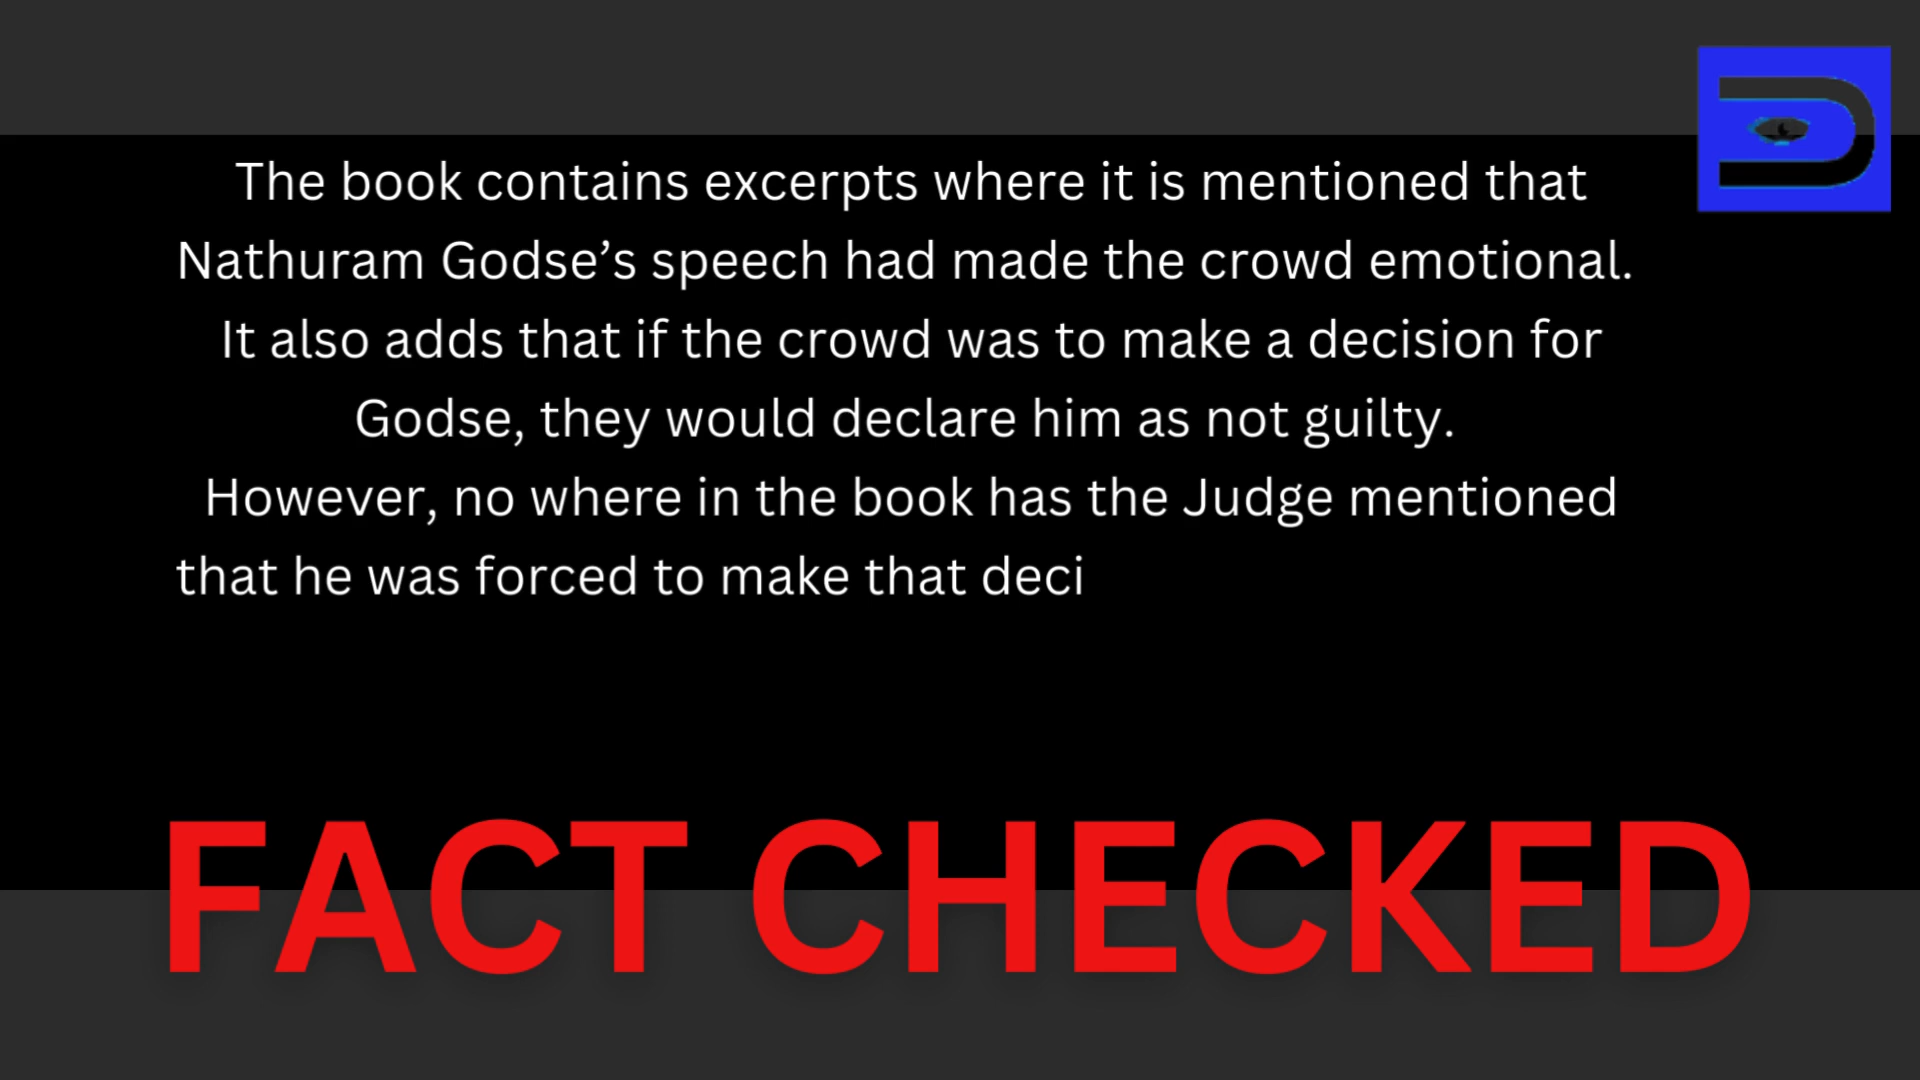 The book contains excerpts where it is mentioned that
Nathuram Godse’s speech had made the crowd emotional.
It also adds that if the crowd was to make a decision for
Godse, they would declare him as not guilty.
However, no where in the book has the Judge mentioned
that he was forced to make that deci
FACT CHECKED